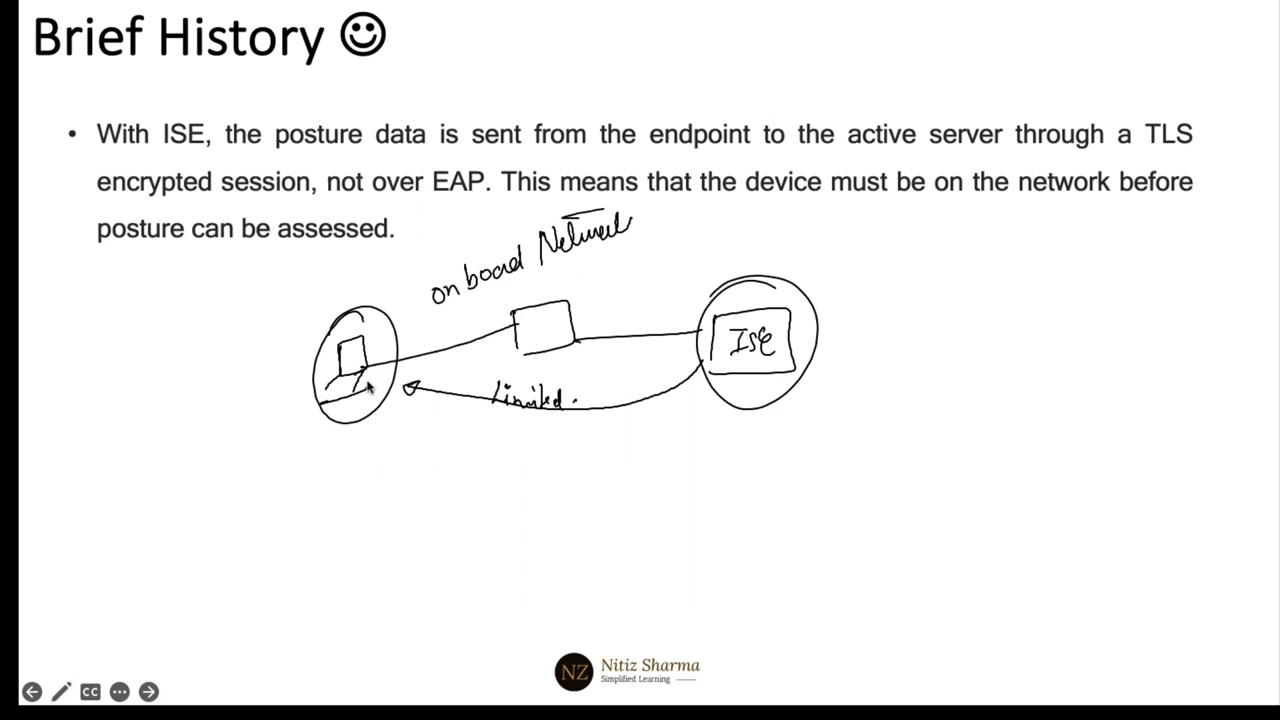 Brief History ☺
• With ISE, the posture data is sent from the endpoint to the active server through a TLS
encrypted session, not over EAP. This means that the device must be on the network before
posture can be assessed.
on board Network
ISE
Limited.
CC
NZ
Nitiz Sharma
Simplified Learning